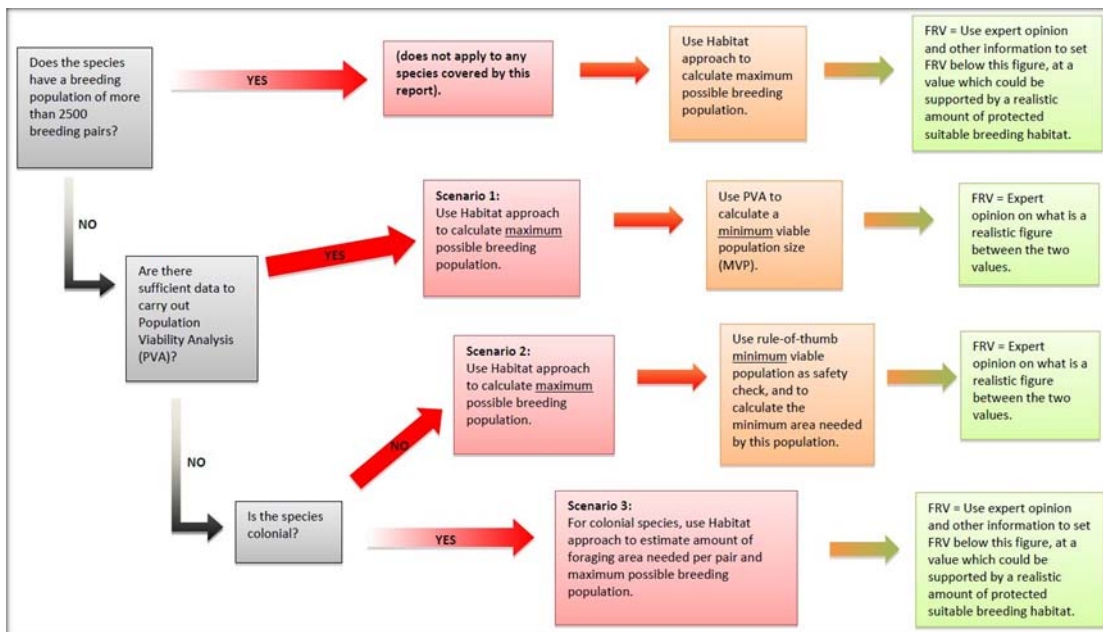 Does the species
have a breeding
population of more
than 2500
breeding pairs?
YES
(does not apply to any
species covered by this
report).
Use Habitat
approach to
calculate maximum
possible breeding
population.
FRV = Use expert opinion
and other information to set
FRV below this figure, at a
value which could be
supported by a realistic
amount of protected
suitable breeding habitat.
NO
Are there
sufficient data to
carry out
Population
Viability Analysis
(PVA)?
YES
Scenario 1:
Use Habitat approach
to calculate maximum
possible breeding
population.
Use PVA to
calculate a
minimum viable
population size
(MVP).
FRV = Expert
opinion on what is a
realistic figure
between the two
values.
NO
Is the species
colonial?
NO
Scenario 2:
Use Habitat approach
to calculate maximum
possible breeding
population.
Use rule-of-thumb
minimum viable
population as safety
check, and to
calculate the
minimum area needed
by this population.
FRV = Expert
opinion on what is a
realistic figure
between the two
values.
YES
Scenario 3:
For colonial species, use Habitat
approach to estimate amount of
foraging area needed per pair and
maximum possible breeding
population.
FRV = Use expert opinion
and other information to set
FRV below this figure, at a
value which could be
supported by a realistic
amount of protected
suitable breeding habitat.